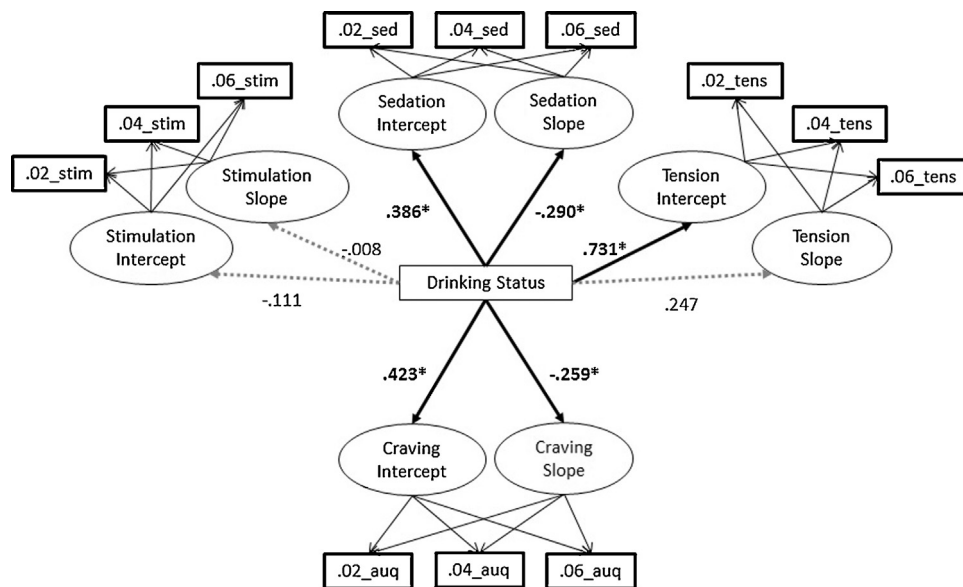 .02_sed
.04_sed
.06_sed
.06_stim
.04_stim
.02_stim
.02_tens
.04_tens
.06_tens
Sedation
Intercept
Sedation
Slope
Stimulation
Slope
Stimulation
Intercept
Tension
Intercept
Tension
Slope
.386*
-.290*
.731*
-.008
-.111
.247
Drinking Status
.423*
-.259*
Craving
Intercept
Craving
Slope
.02_auq
.04_auq
.06_auq